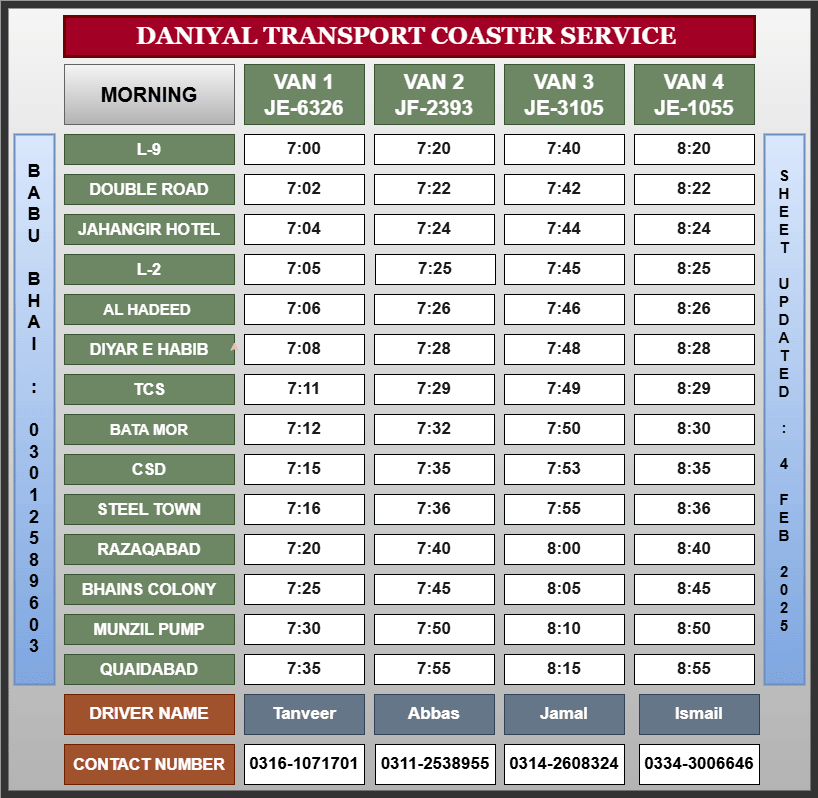 DANIYAL TRANSPORT COASTER SERVICE
MORNING VAN 1 JE-6326 VAN 2 JF-2393 VAN 3 JE-3105 VAN 4 JE-1055
L-9 7:00 7:20 7:40 8:20
DOUBLE ROAD 7:02 7:22 7:42 8:22
JAHANGIR HOTEL 7:04 7:24 7:44 8:24
L-2 7:05 7:25 7:45 8:25
AL HADEED 7:06 7:26 7:46 8:26
DIYAR E HABIB 7:08 7:28 7:48 8:28
TCS 7:11 7:29 7:49 8:29
BATA MOR 7:12 7:32 7:50 8:30
CSD 7:15 7:35 7:53 8:35
STEEL TOWN 7:16 7:36 7:55 8:36
RAZAQABAD 7:20 7:40 8:00 8:40
BHAINS COLONY 7:25 7:45 8:05 8:45
MUNZIL PUMP 7:30 7:50 8:10 8:50
QUAIDABAD 7:35 7:55 8:15 8:55
DRIVER NAME Tanveer Abbas Jamal Ismail
CONTACT NUMBER 0316-1071701 0311-2538955 0314-2608324 0334-3006646
BABU BHAI : 03012589603
SHEET UPDATED : 4 FEB 2025